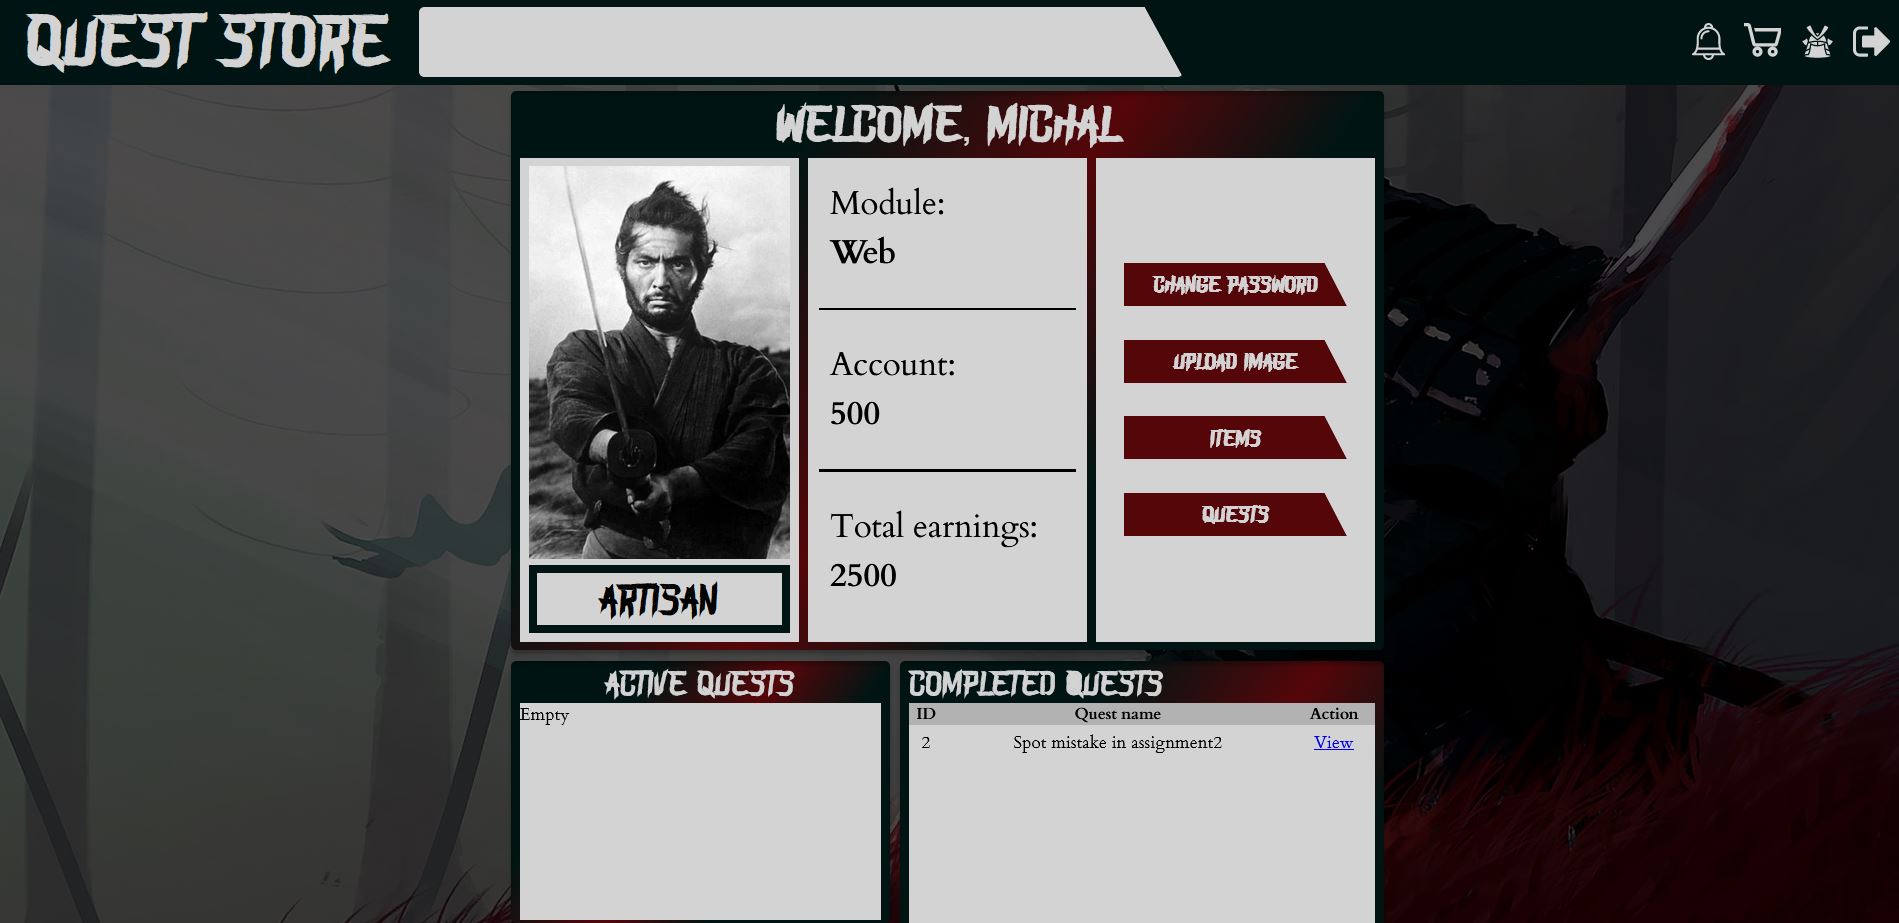 QUEST STORE
WELCOME, MICHAL
Module:
Web
Account:
500
Total earnings:
2500
ARTISAN
CHANGE PASSWORD
UPLOAD IMAGE
ITEMS
QUESTS
ACTIVE QUESTS
Empty
COMPLETED QUESTS
ID Quest name Action
2 Spot mistake in assignment2 View